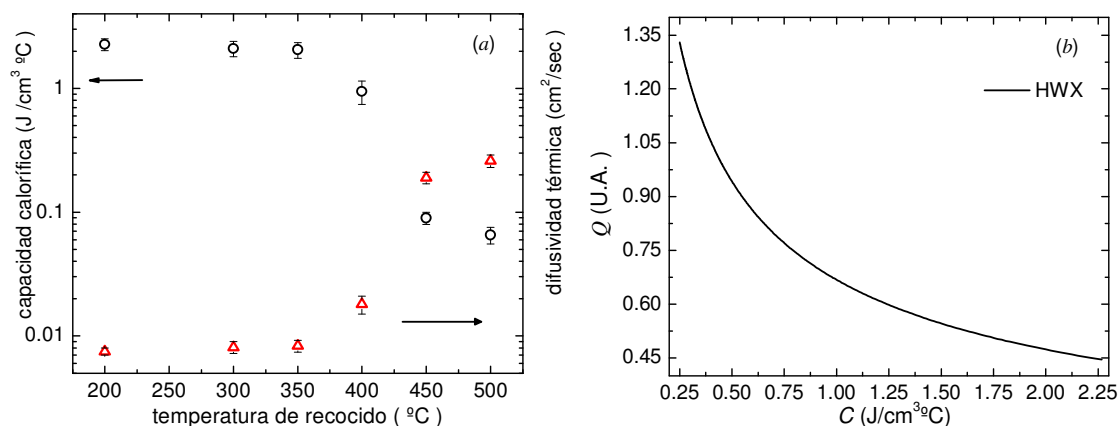 (a)
capacidad calorífica (J /cm³ ºC)
1
0.1
0.01
200 250 300 350 400 450 500
temperatura de recocido ( ºC)
difusividad térmica (cm²/sec)
(b)
HWX
Q (U.A.)
1.35
1.20
1.05
0.90
0.75
0.60
0.45
0.25 0.50 0.75 1.00 1.25 1.50 1.75 2.00 2.25
C (J/cm³ºC)